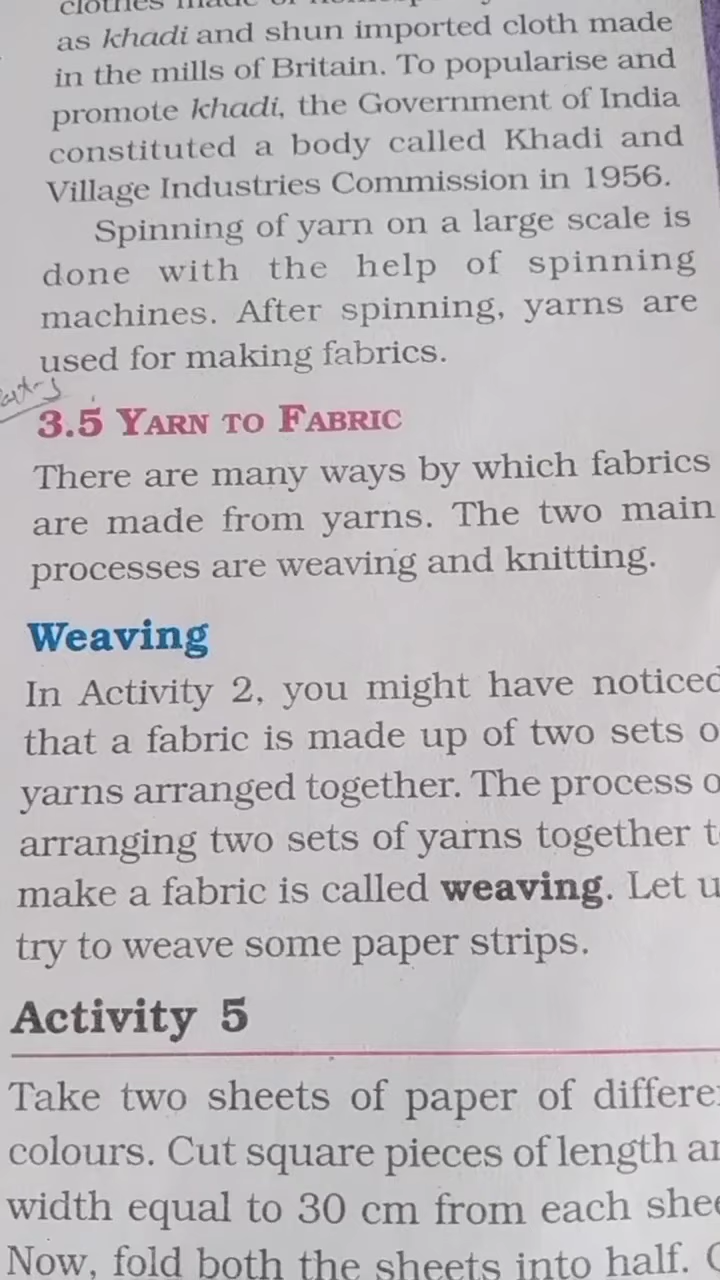 as khadi and shun imported cloth made
in the mills of Britain. To popularise and
promote khadi, the Government of India
constituted a body called Khadi and
Village Industries Commission in 1956.
Spinning of yarn on a large scale is
done with the help of spinning
machines. After spinning, yarns are
used for making fabrics.
3.5 YARN TO FABRIC
There are many ways by which fabrics
are made from yarns. The two main
processes are weaving and knitting.
Weaving
In Activity 2, you might have noticed
that a fabric is made up of two sets
yarns arranged together. The process
arranging two sets of yarns together
make a fabric is called weaving. Let
try to weave some paper strips.
Activity 5
Take two sheets of paper of
colours. Cut square pieces of length
width equal to 30 cm from each
Now, fold both the sheets into half.